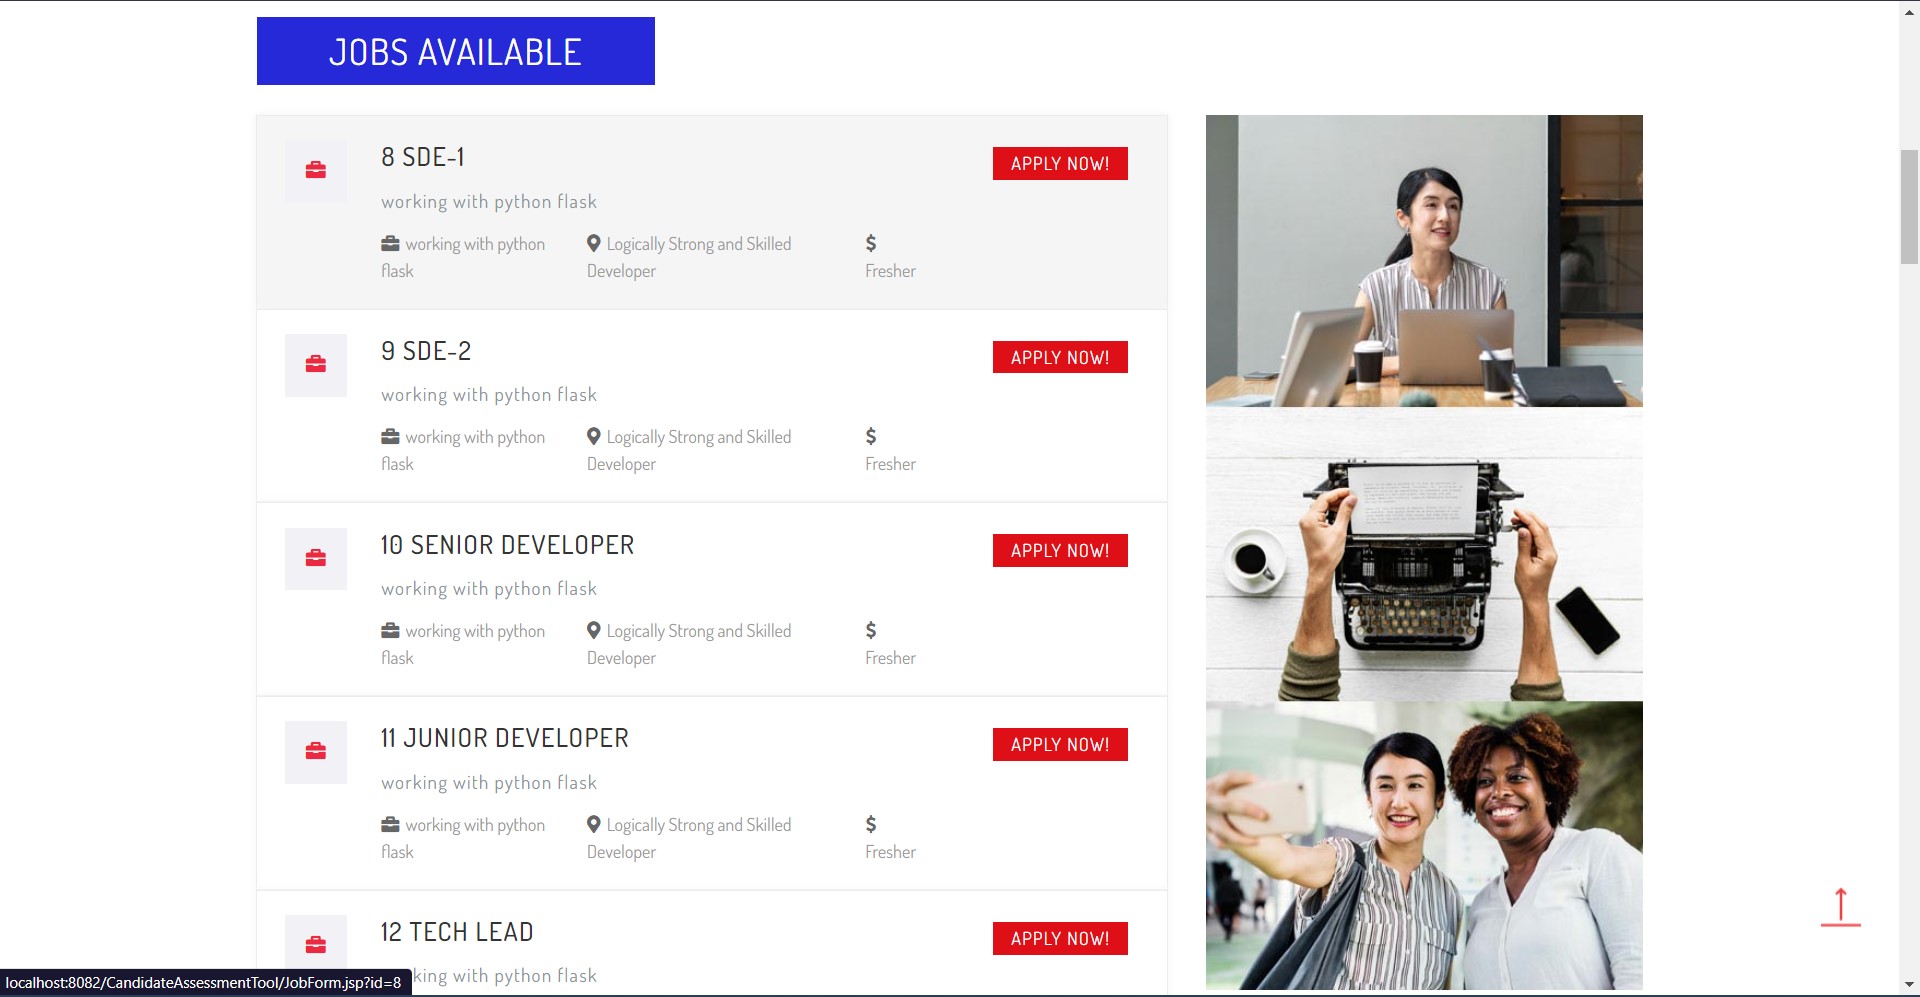 JOBS AVAILABLE
8 SDE-1
APPLY NOW!
working with python flask
working with python
flask
Logically Strong and Skilled
Developer
$
Fresher
9 SDE-2
APPLY NOW!
working with python flask
working with python
flask
Logically Strong and Skilled
Developer
$
Fresher
10 SENIOR DEVELOPER
APPLY NOW!
working with python flask
working with python
flask
Logically Strong and Skilled
Developer
$
Fresher
11 JUNIOR DEVELOPER
APPLY NOW!
working with python flask
working with python
flask
Logically Strong and Skilled
Developer
$
Fresher
12 TECH LEAD
APPLY NOW!
king with python flask
localhost:8082/CandidateAssessmentTool/JobForm.jsp?id=8